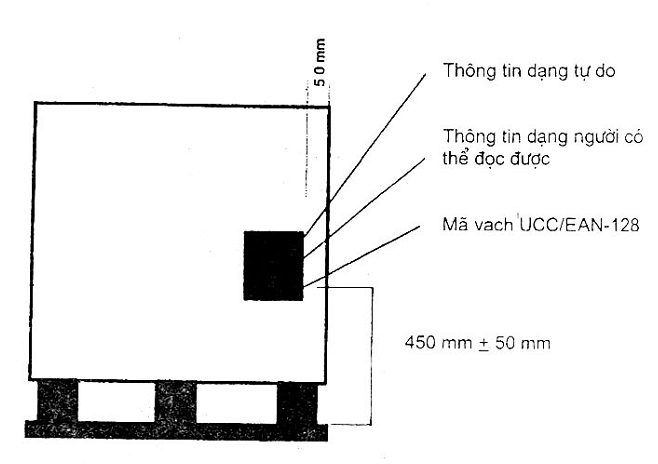 50 mm
Thông tin dạng tự do
Thông tin dạng người có
thể đọc được
Mã vach UCC/EAN-128
450 mm ± 50 mm